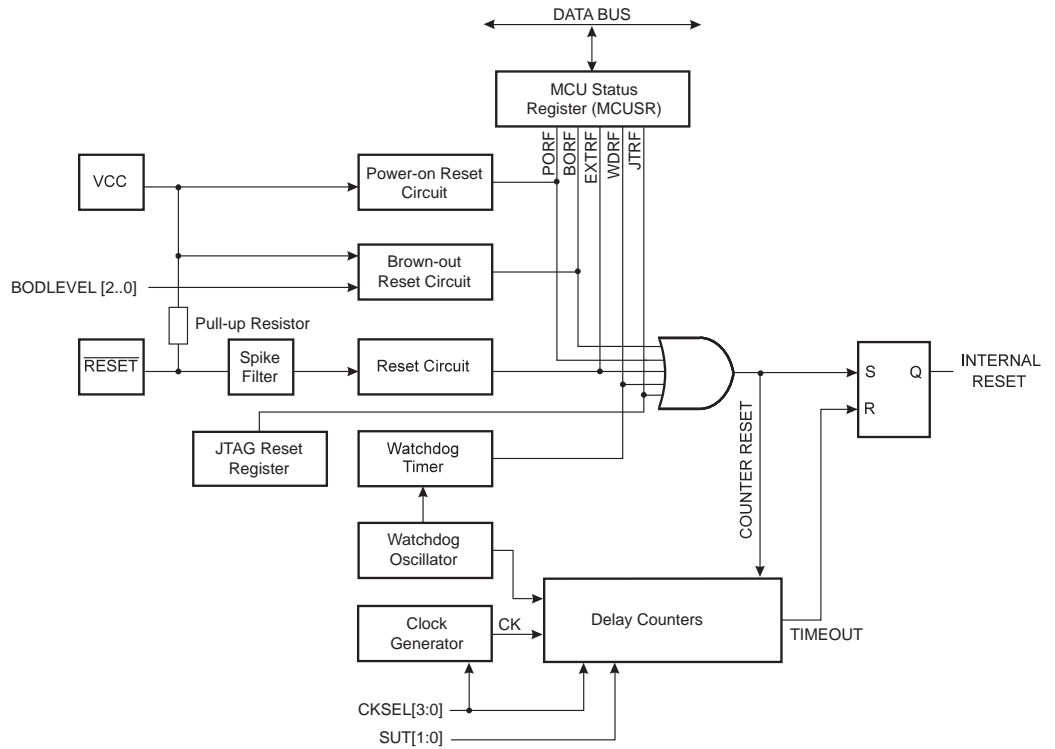 DATA BUS
MCU Status
Register (MCUSR)
PORF
BORF
EXTRF
WDRF
JTRF
VCC
Power-on Reset
Circuit
Brown-out
Reset Circuit
BODLEVEL [2..0]
Pull-up Resistor
RESET
Spike
Filter
Reset Circuit
S
Q
INTERNAL
RESET
R
JTAG Reset
Register
Watchdog
Timer
COUNTER RESET
Watchdog
Oscillator
Clock
Generator
CK
Delay Counters
TIMEOUT
CKSEL[3:0]
SUT[1:0]